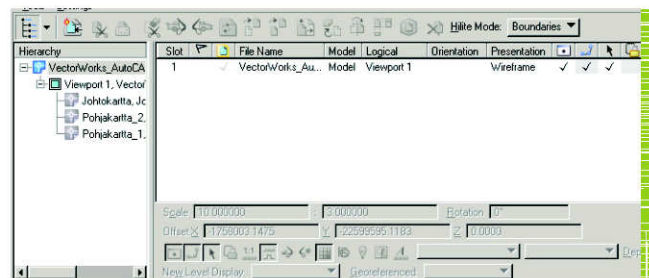 Hilite Mode: Boundaries
Hierarchy
Slot File Name Model Logical Orientation Presentation
VectorWorks_AutoCA
1 VectorWorks_Au... Model Viewport 1 Wireframe
Viewport 1, Vector
Johtokartta, Jc
Pohjakartta_2,
Pohjakartta_1,
Scale 10.000000 : 3.000000 Rotation 0°
Offset X -1758003.1475 Y -22599595.1183 Z 0.0000
New Level Display: Georeferenced: